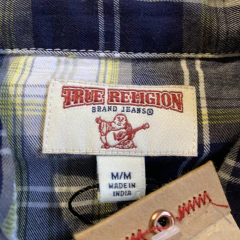 TRUE RELIGION
BRAND JEANS®
M/M
MADE IN
INDIA